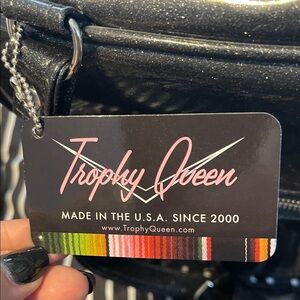 Trophy Queen
MADE IN THE U.S.A. SINCE 2000
www.TrophyQueen.com